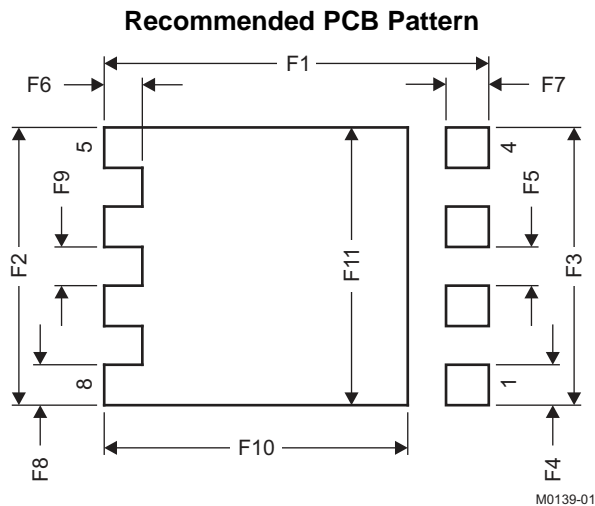 Recommended PCB Pattern
F1
F6
F7
5
4
F9
F5
F2
F11
F3
8
1
F10
F8
F4
M0139-01